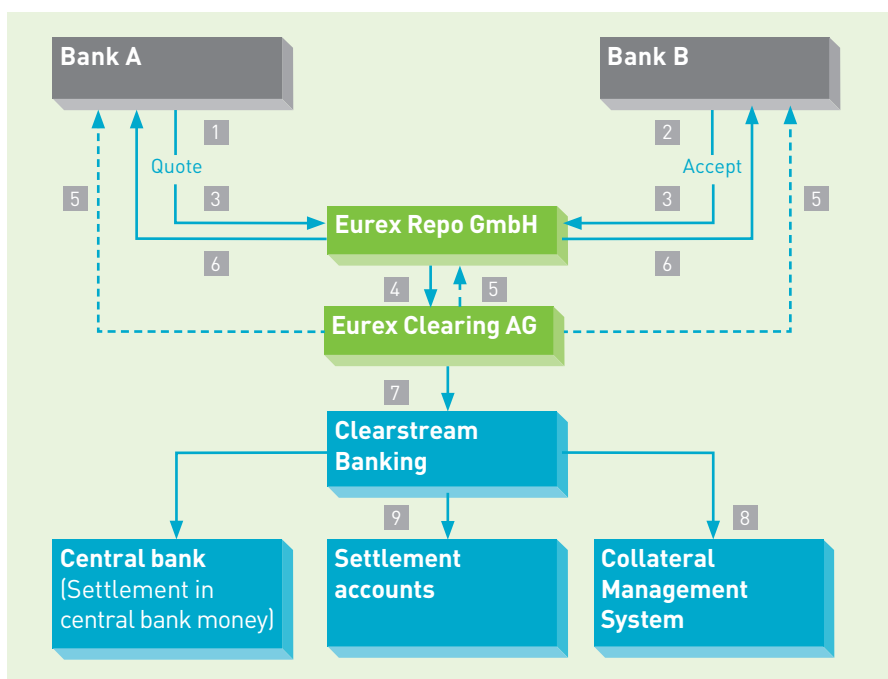 Bank A
Bank B
1
2
Quote
Accept
5
3
3
5
Eurex Repo GmbH
6
6
4
5
Eurex Clearing AG
7
Clearstream
Banking
9
8
Central bank
(Settlement in
central bank money)
Settlement
accounts
Collateral
Management
System